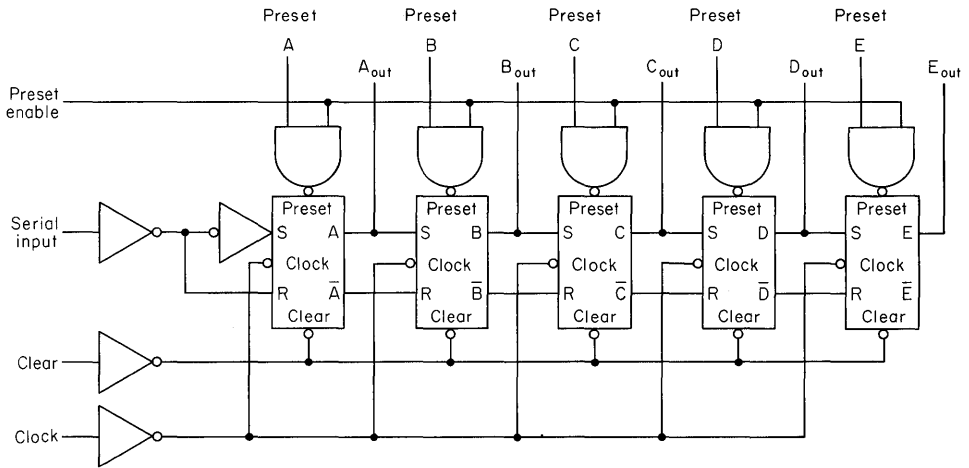 Preset Preset Preset Preset Preset
A B C D E
A out B out C out D out E out
Preset
enable
Preset Preset Preset Preset Preset
Serial
input
S A S B S C S D S E
Clock Clock Clock Clock Clock
R A̅ R B̅ R C̅ R D̅ R E̅
Clear Clear Clear Clear Clear
Clear
Clock